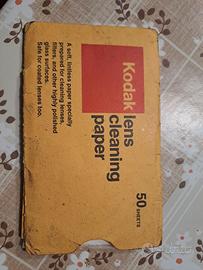 Kodak lens
cleaning
paper
A soft, lintless paper specially
prepared for cleaning lenses,
filters, and other highly polished
glass surfaces.
Safe for coated lenses too.
50 SHEETS